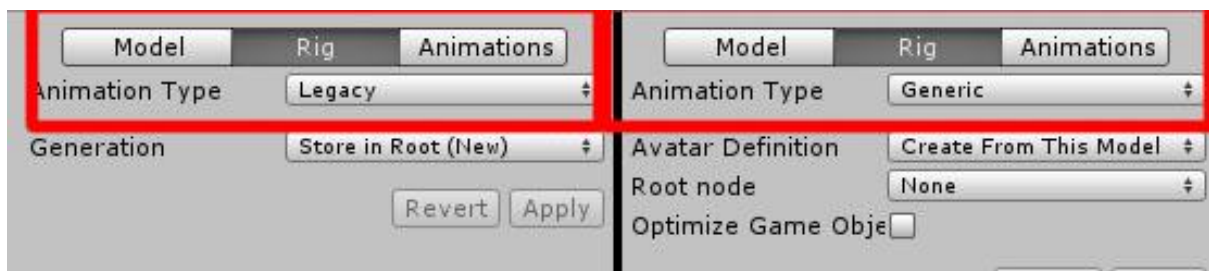 Model Rig Animations
Animation Type Legacy
Generation Store in Root (New)
Revert Apply
Model Rig Animations
Animation Type Generic
Avatar Definition Create From This Model
Root node None
Optimize Game Obje